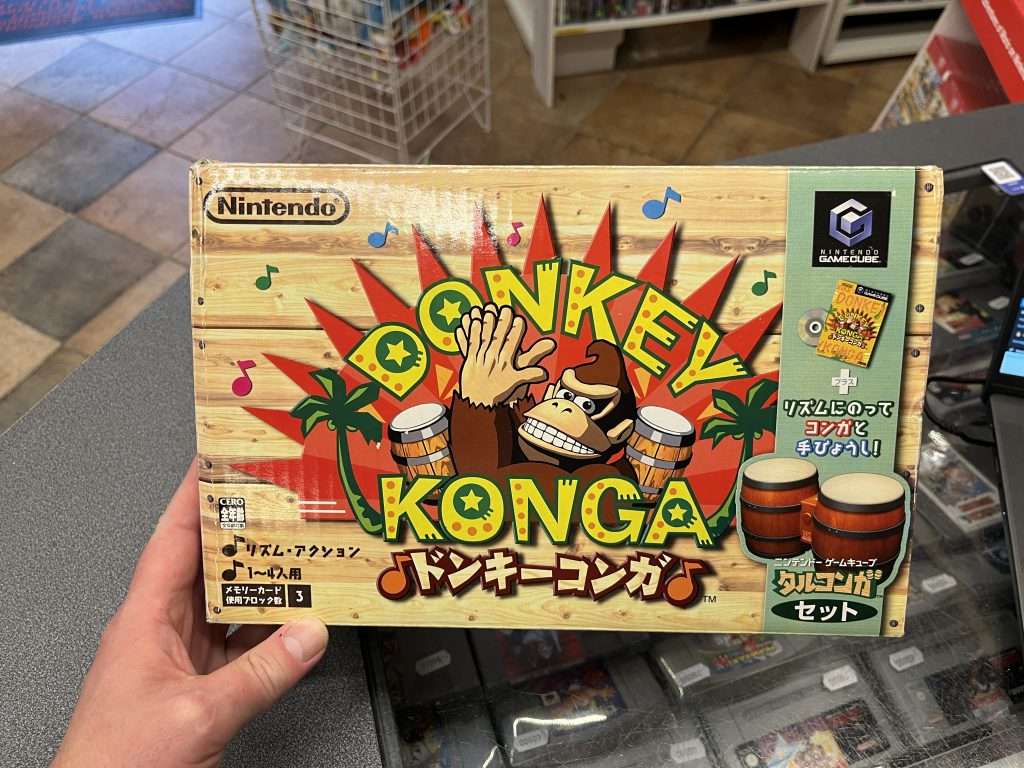 Nintendo
NINTENDO
GAMECUBE
DONKEY
KONGA
ドンキーコンガ
TM
DONKEY
KONGA
プラス
リズムにのって
コンガと
手びょうし!
ニンテンドー ゲームキューブ
タルコンガ
セット
CERO
全年齢
リズム・アクション
1〜4人用
メモリーカード
使用ブロック数 3